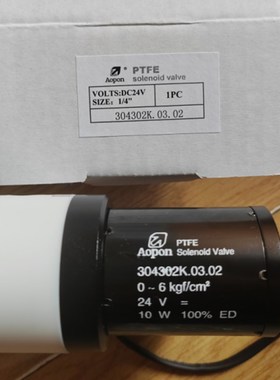 Aopon
PTFE
solenoid valve
VOLTS:DC24V
1PC
SIZE: 1/4"
304302K.03.02
Aopon
PTFE
Solenoid Valve
304302K.03.02
0 ~ 6 kgf/cm²
24 V =
10 W 100% ED